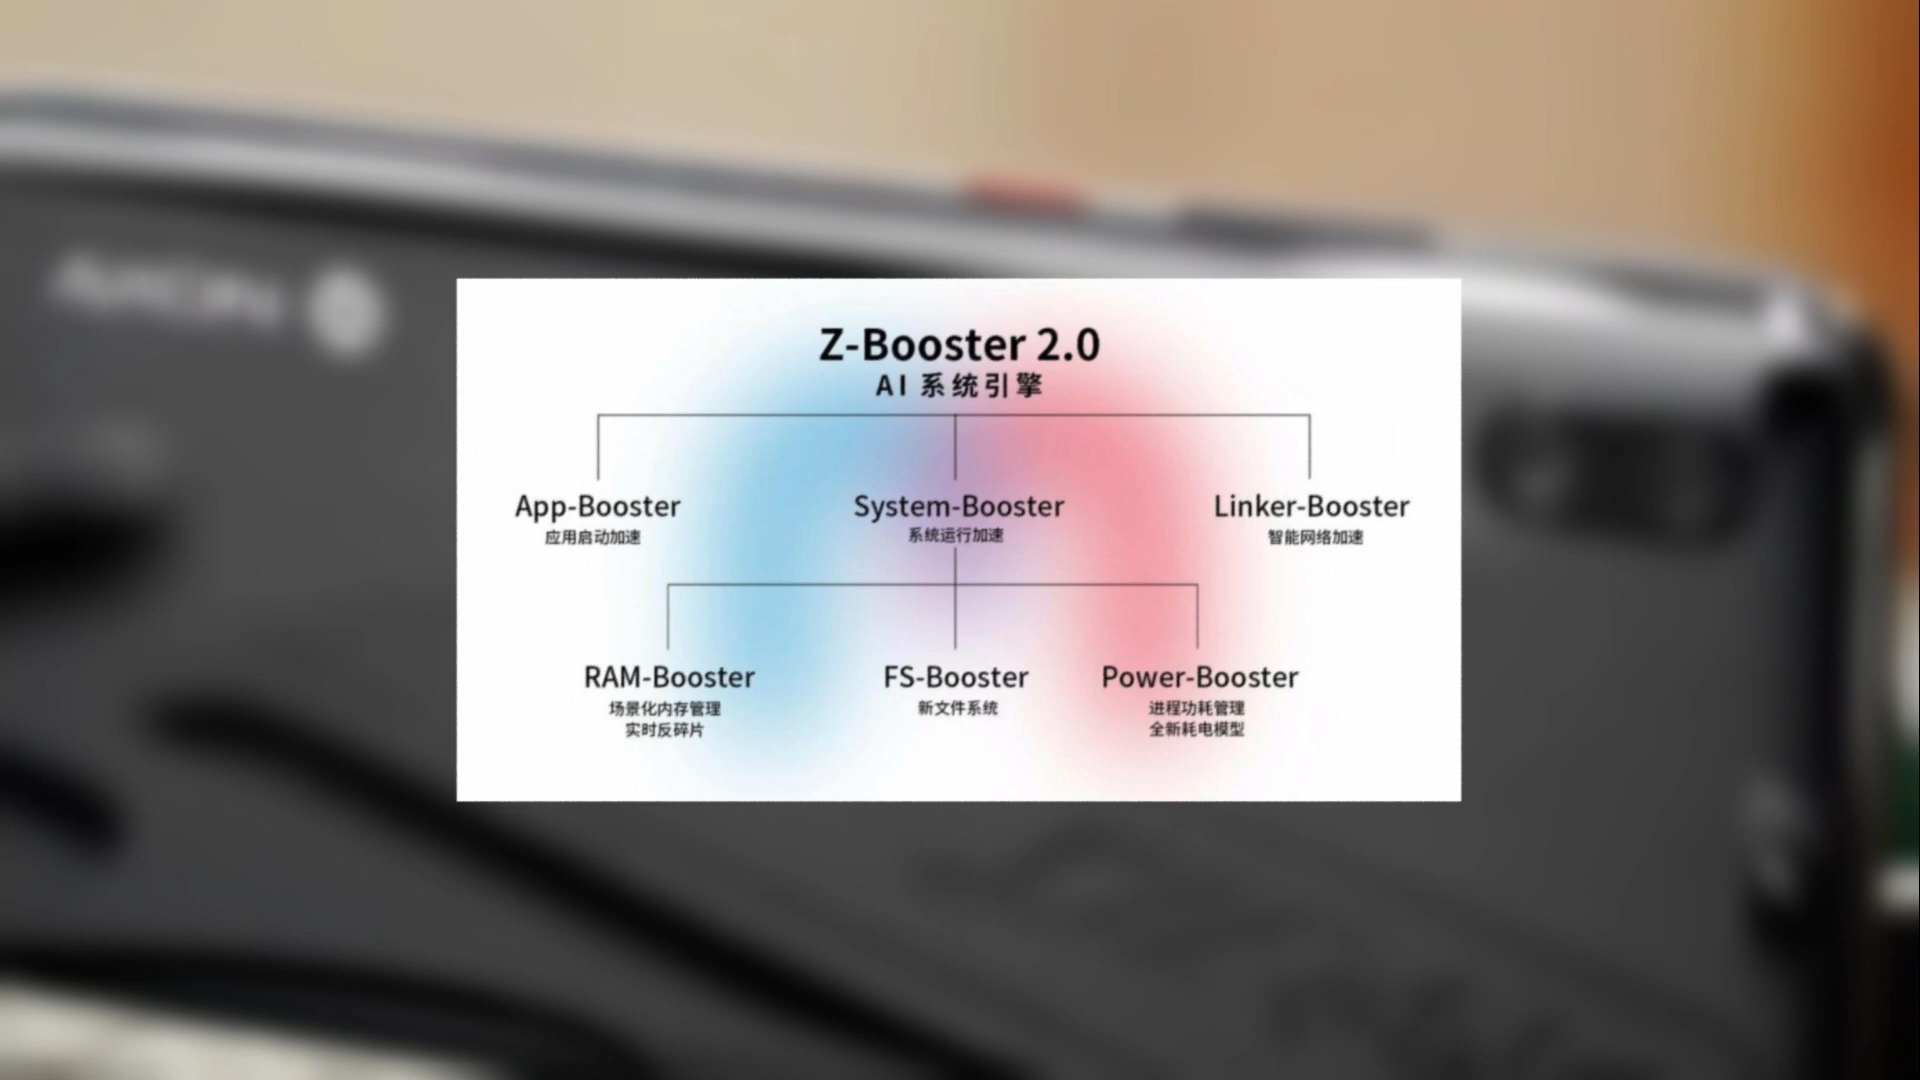 AXON
Z-Booster 2.0
AI 系统引擎
App-Booster
System-Booster
Linker-Booster
应用启动加速
系统运行加速
智能网络加速
RAM-Booster
FS-Booster
Power-Booster
场景化内存管理
新文件系统
进程功耗管理
实时反碎片
全新耗电模型